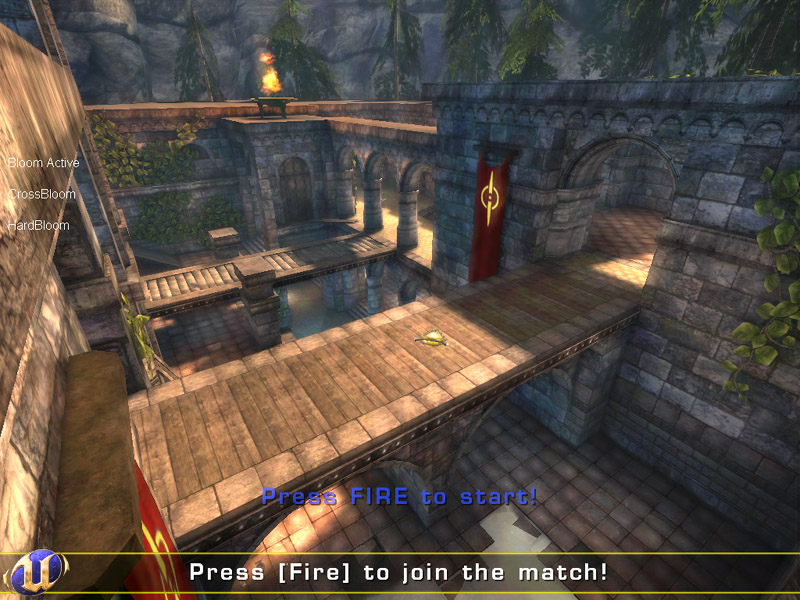 Bloom Active
CrossBloom
HardBloom
Press FIRE to start!
Press [Fire] to join the match!